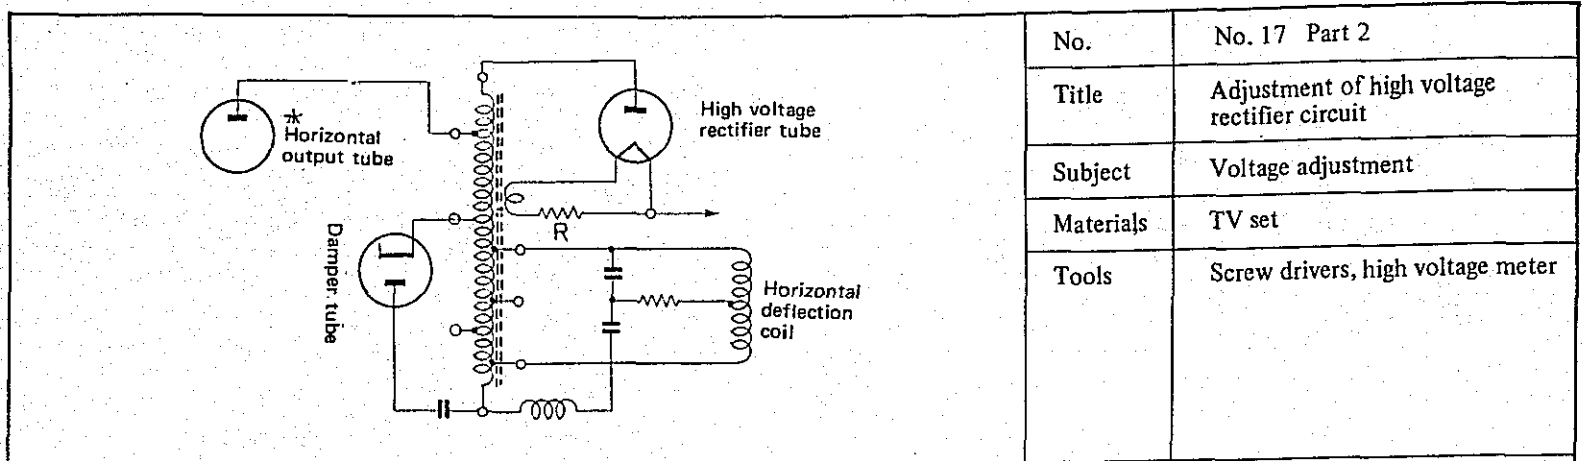 High voltage
rectifier tube
*
Horizontal
output tube
R
Damper tube
Horizontal
deflection
coil
No. No. 17 Part 2
Title Adjustment of high voltage
rectifier circuit
Subject Voltage adjustment
Materials TV set
Tools Screw drivers, high voltage meter